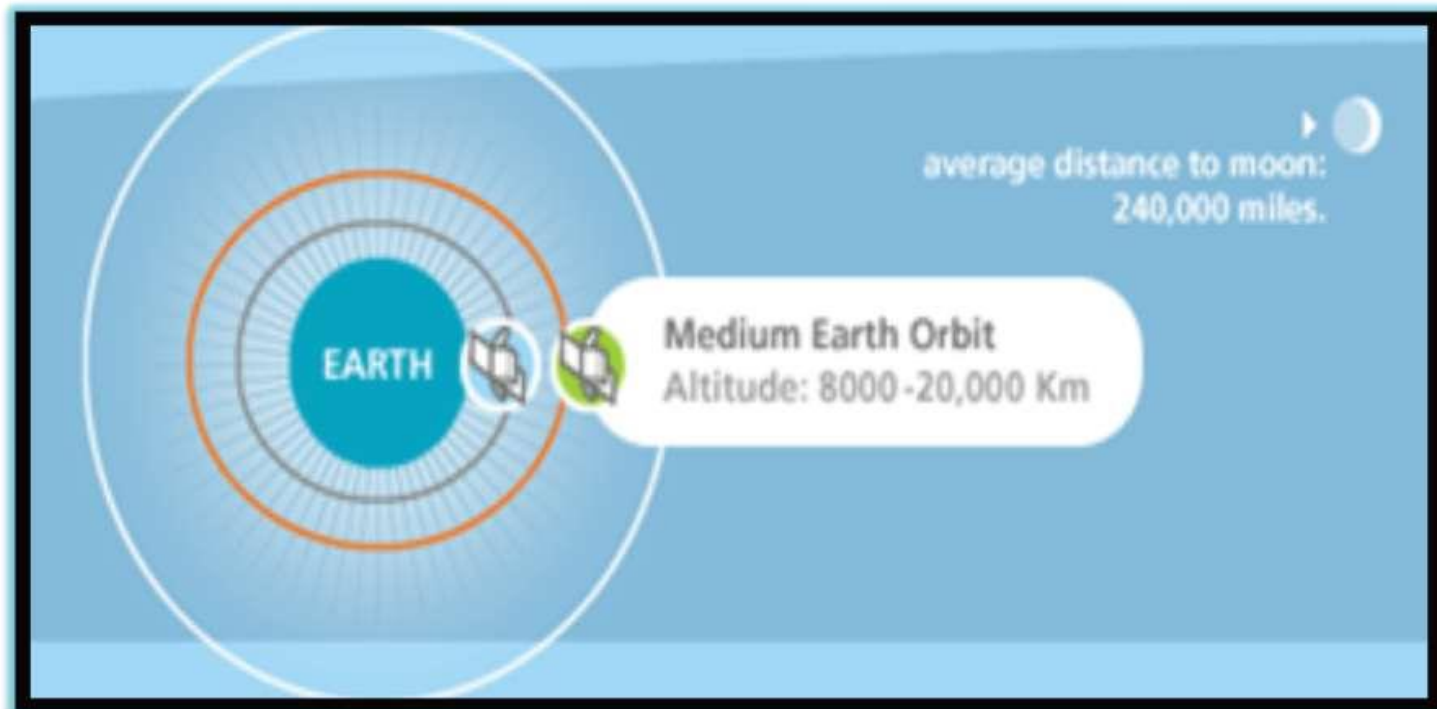 average distance to moon:
240,000 miles.
EARTH
Medium Earth Orbit
Altitude: 8000-20,000 Km